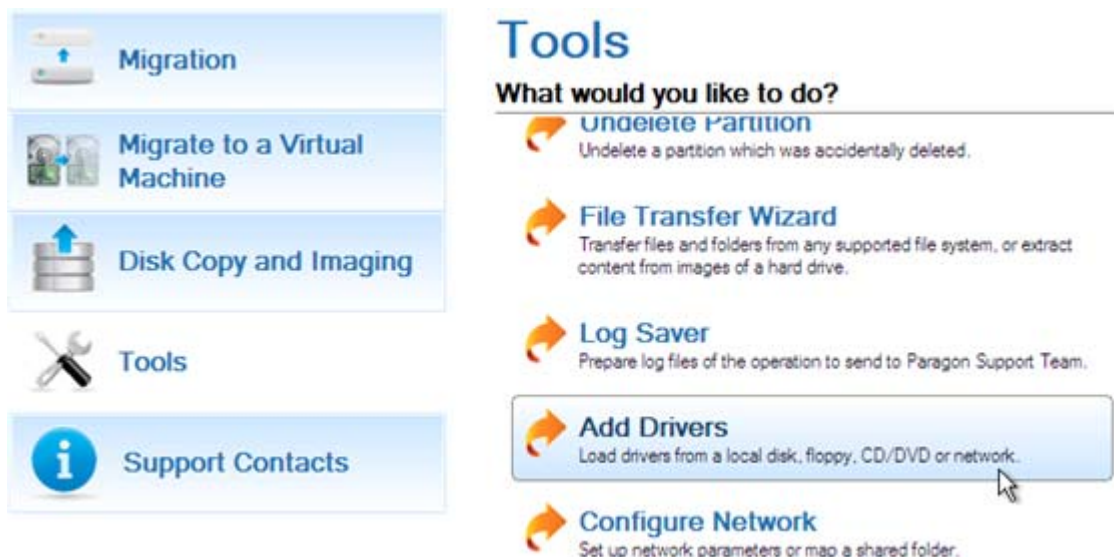 Migration
Migrate to a Virtual
Machine
Disk Copy and Imaging
Tools
Support Contacts
Tools
What would you like to do?
Undelete Partition
Undelete a partition which was accidentally deleted.
File Transfer Wizard
Transfer files and folders from any supported file system, or extract
content from images of a hard drive.
Log Saver
Prepare log files of the operation to send to Paragon Support Team.
Add Drivers
Load drivers from a local disk, floppy, CD/DVD or network.
Configure Network
Set up network parameters or map a shared folder.